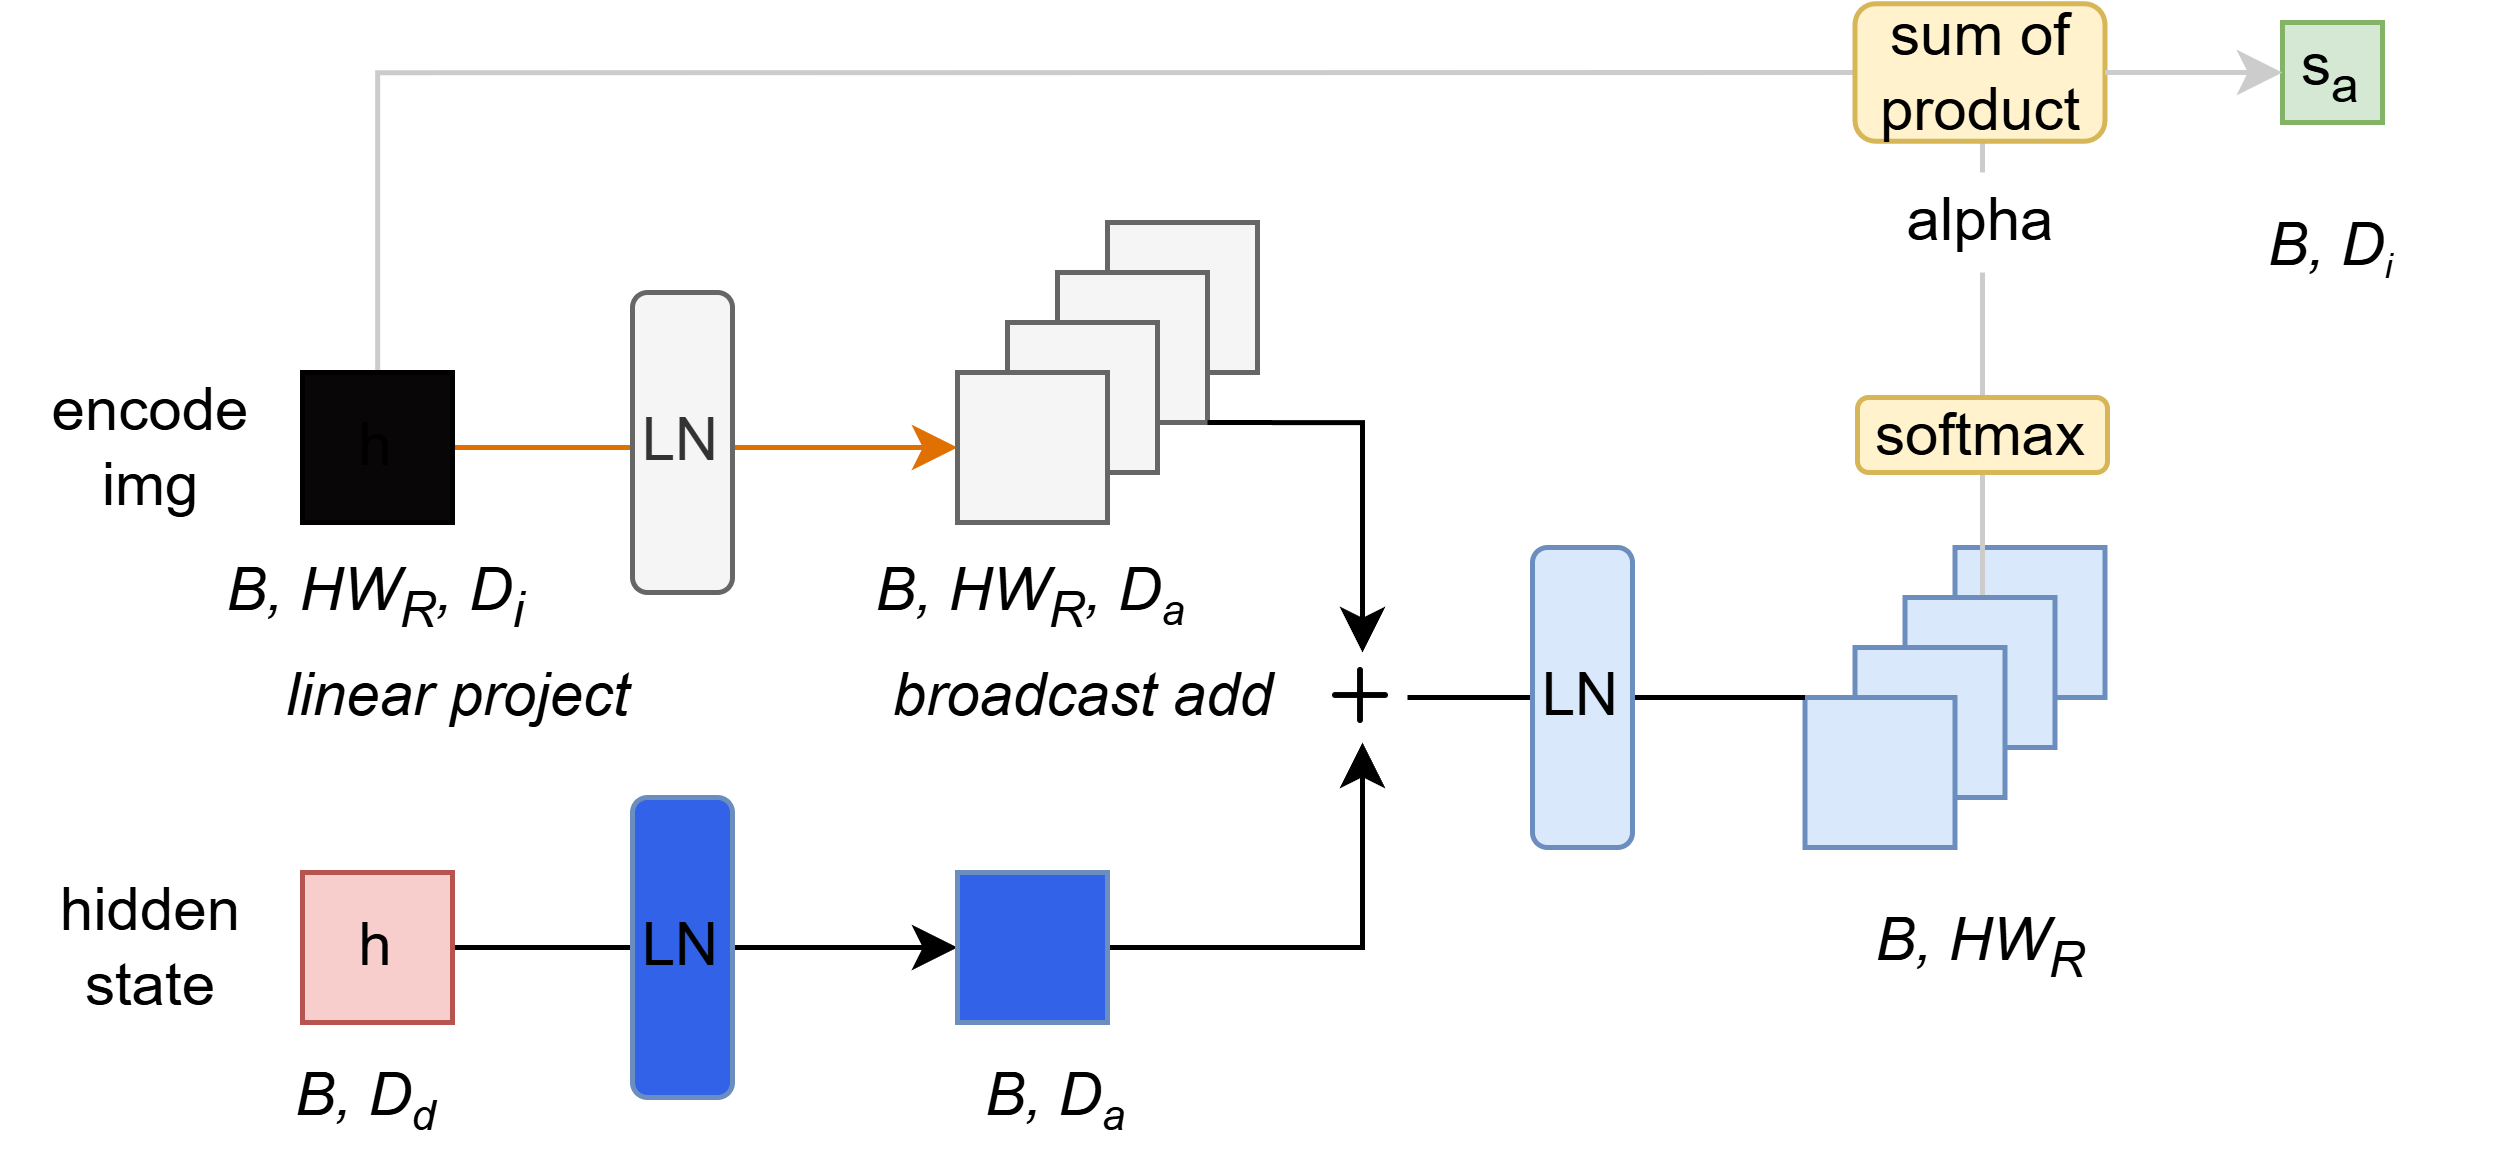 sum of
product
s_a
alpha
B, D_i
encode
img
h
LN
softmax
B, HW_R, D_i
B, HW_R, D_a
linear project
broadcast add
+
LN
hidden
state
h
LN
B, HW_R
B, D_d
B, D_a